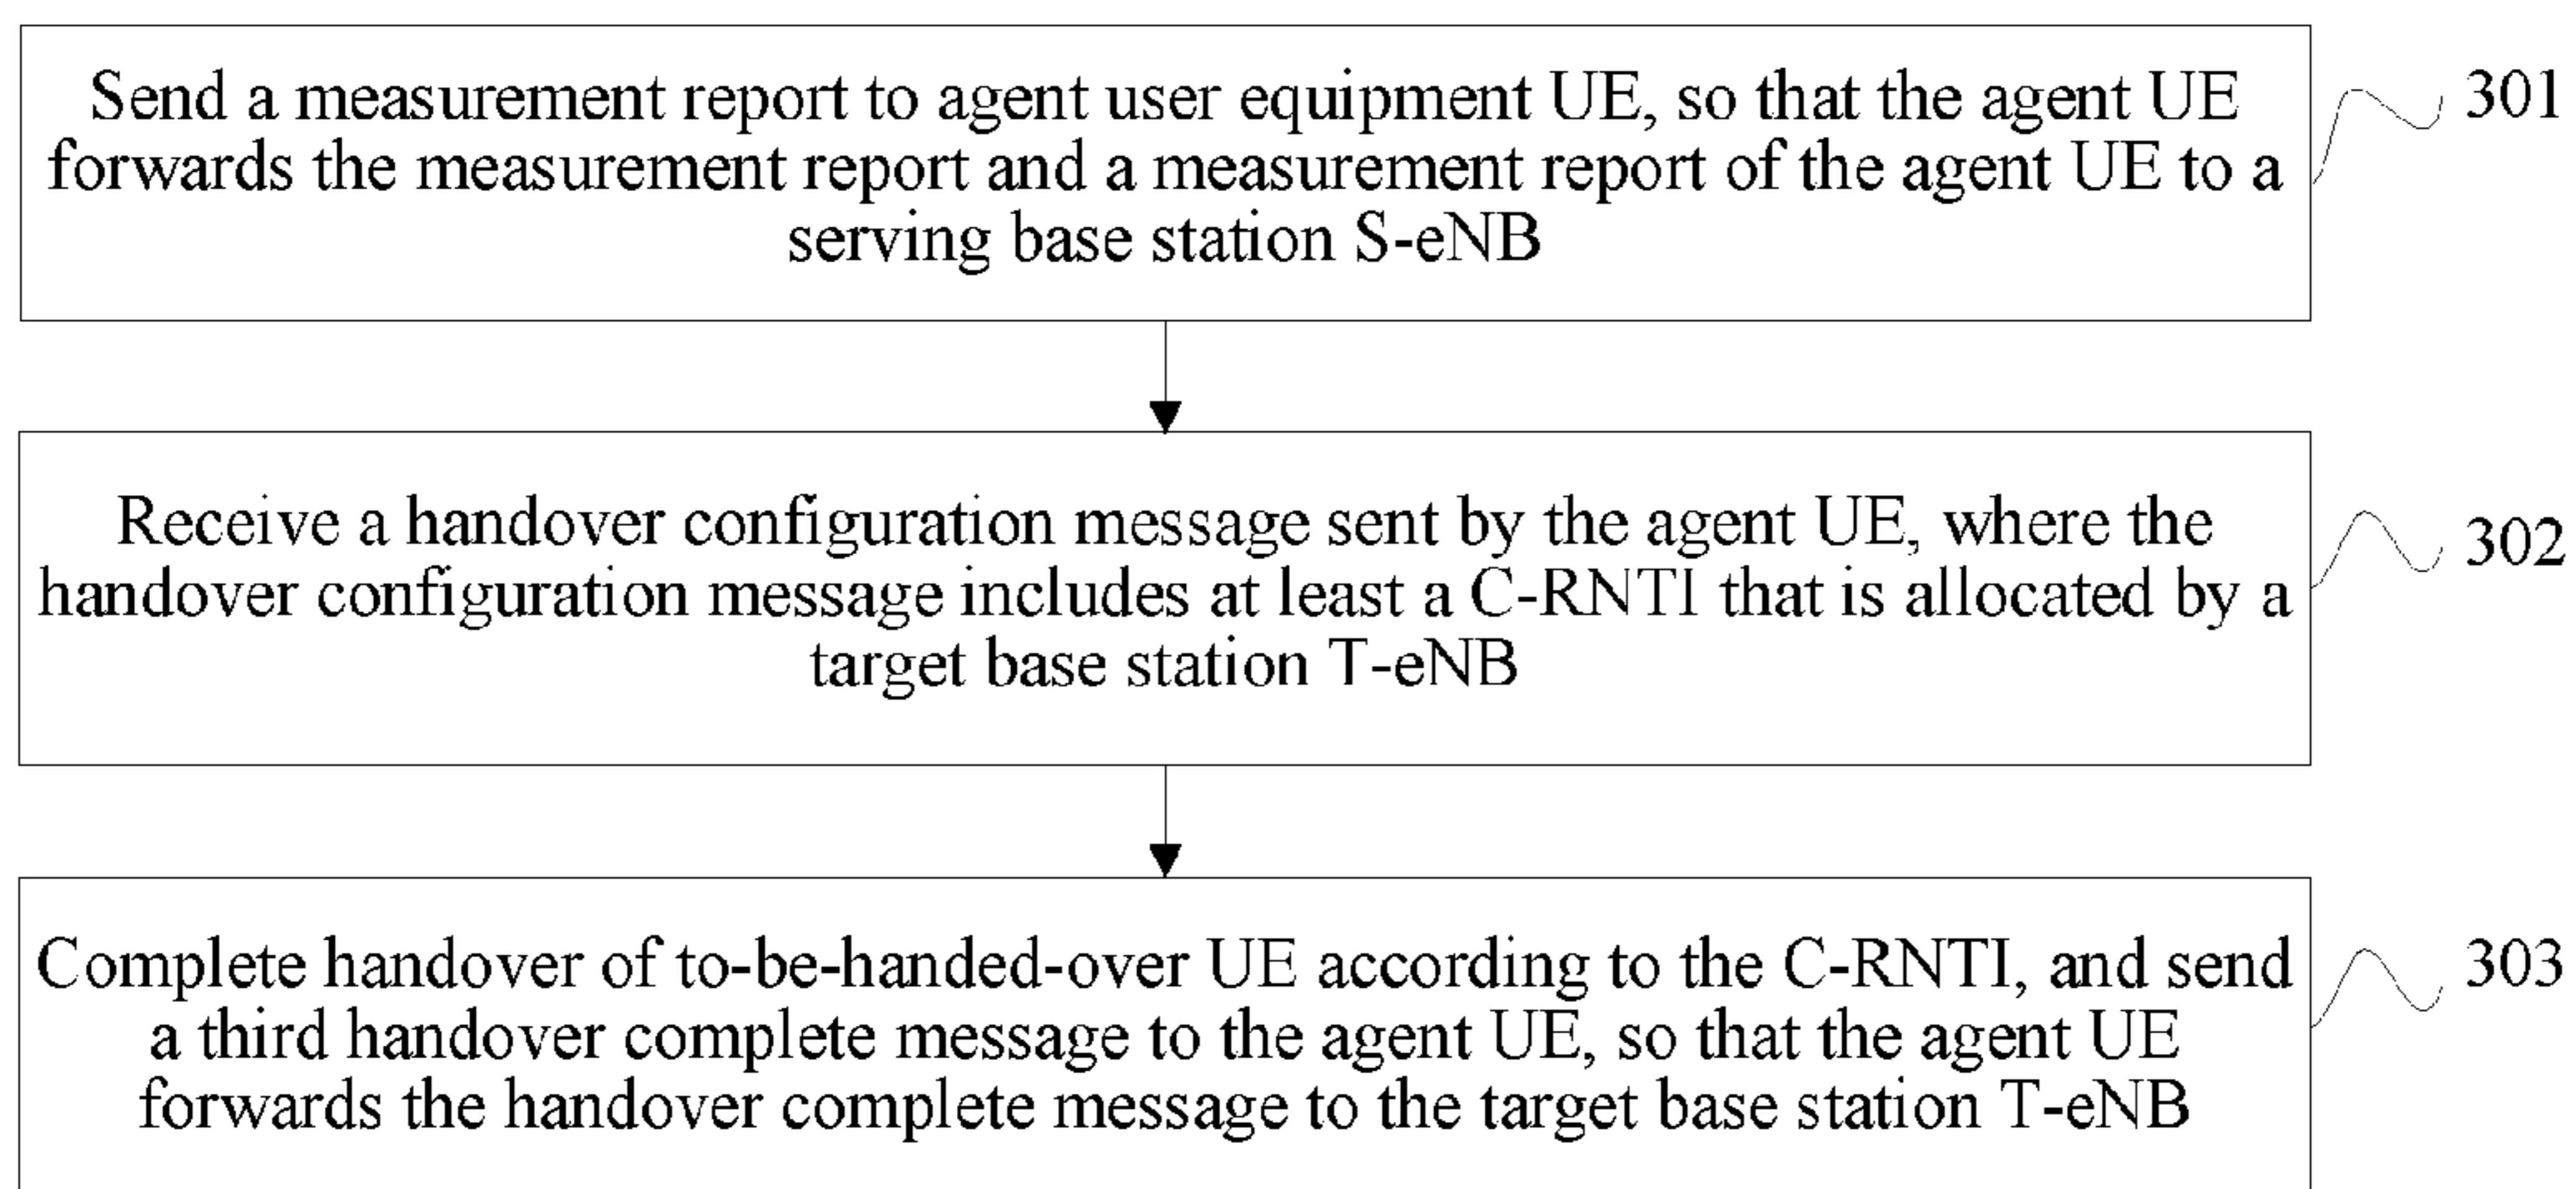 Send a measurement report to agent user equipment UE, so that the agent UE
forwards the measurement report and a measurement report of the agent UE to a
serving base station S-eNB
301
Receive a handover configuration message sent by the agent UE, where the
handover configuration message includes at least a C-RNTI that is allocated by a
target base station T-eNB
302
Complete handover of to-be-handed-over UE according to the C-RNTI, and send
a third handover complete message to the agent UE, so that the agent UE
forwards the handover complete message to the target base station T-eNB
303